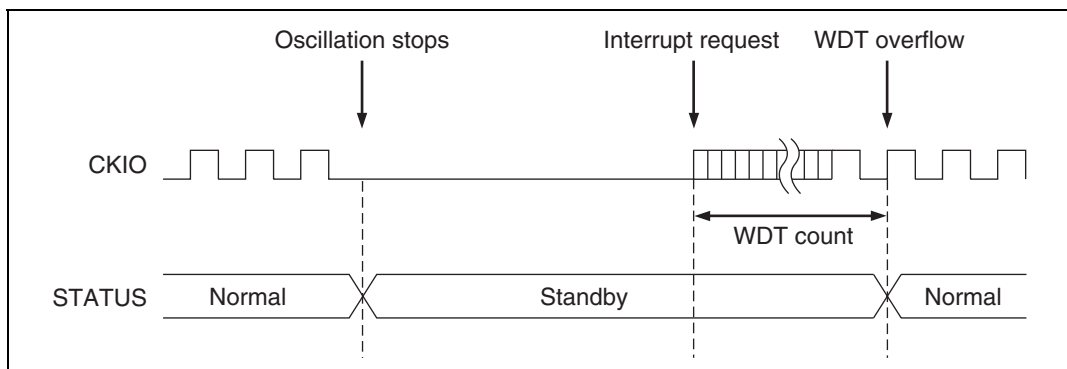 Oscillation stops Interrupt request WDT overflow
CKIO
WDT count
STATUS Normal Standby Normal